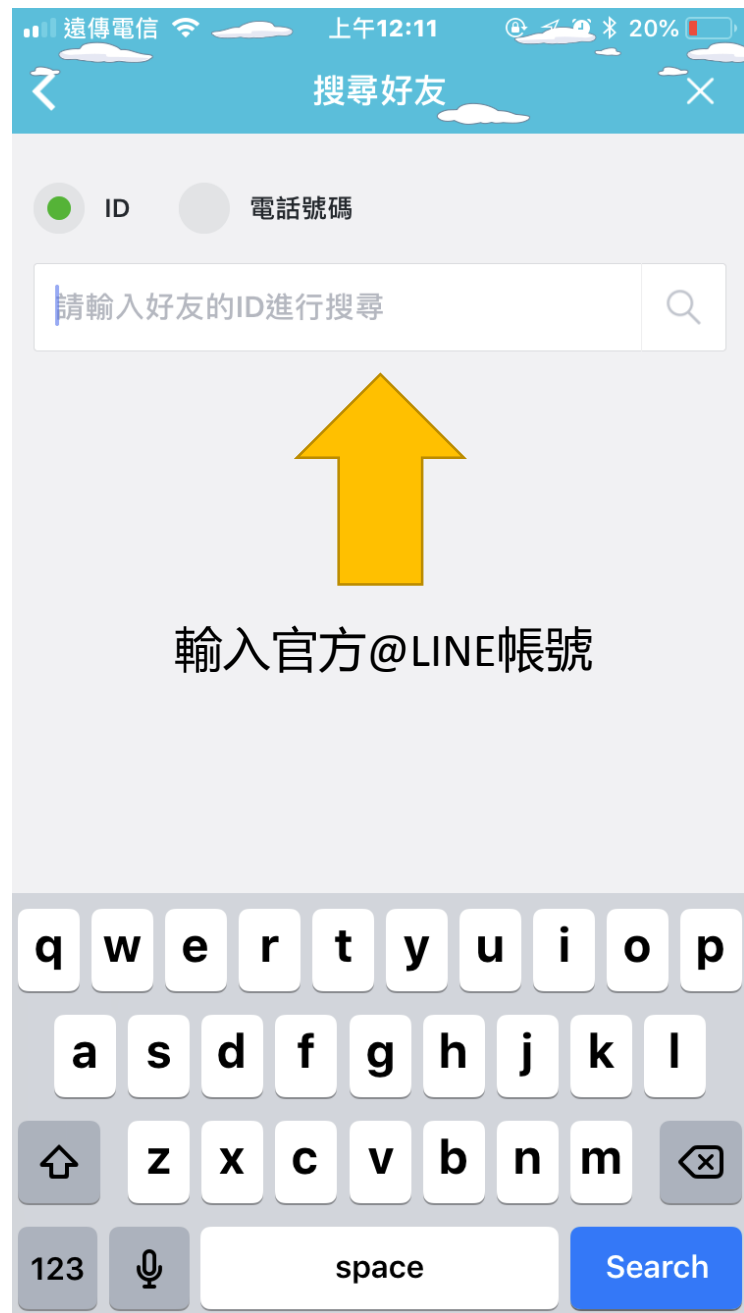 遠傳電信 上午12:11 20%
搜尋好友
ID 電話號碼
請輸入好友的ID進行搜尋
輸入官方@LINE帳號
q w e r t y u i o p
a s d f g h j k l
z x c v b n m
123 space Search